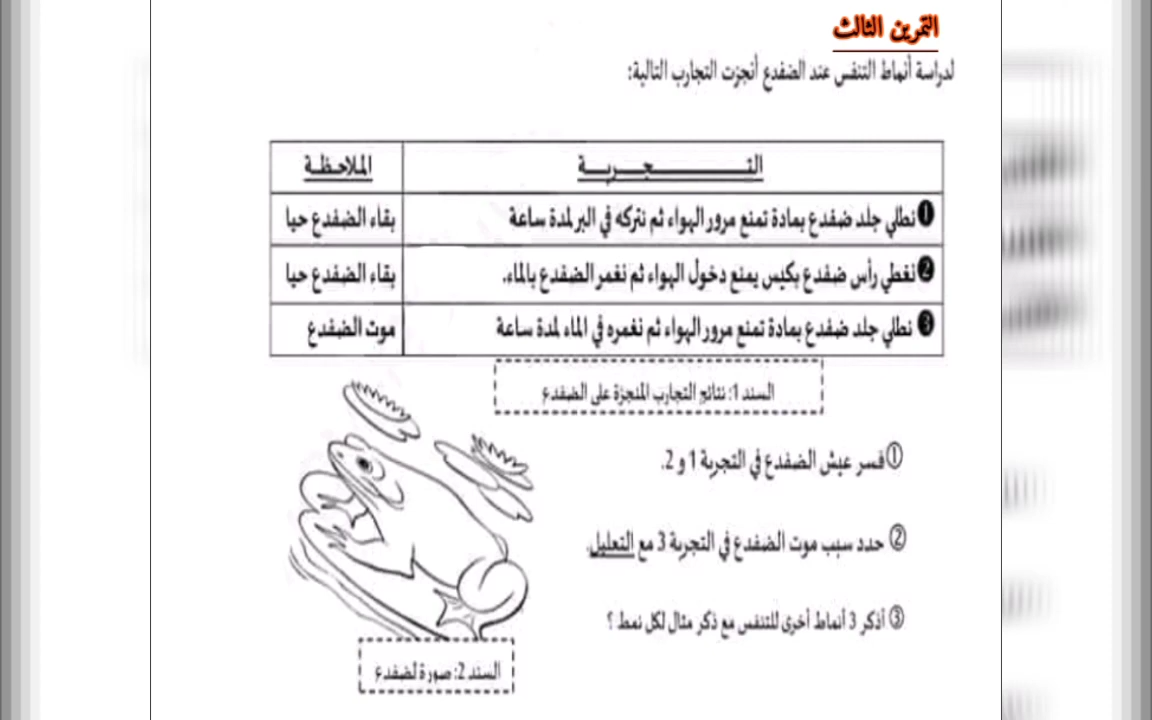 التمرين الثالث
لدراسة أنماط التنفس عند الضفدع أنجزت التجارب التالية:
التـــجـــربـــة
الملاحظة
❶ نطلي جلد ضفدع بمادة تمنع مرور الهواء ثم نتركه في البر لمدة ساعة
بقاء الضفدع حيا
❷ نغطي رأس ضفدع بكيس يمنع دخول الهواء ثم نغمر الضفدع بالماء.
بقاء الضفدع حيا
❸ نطلي جلد ضفدع بمادة تمنع مرور الهواء ثم نغمره في الماء لمدة ساعة
موت الضفدع
السند 1: نتائج التجارب المنجزة على الضفدع
① فسر عيش الضفدع في التجربة 1 و 2.
② حدد سبب موت الضفدع في التجربة 3 مع التعليل.
③ أذكر 3 أنماط أخرى للتنفس مع ذكر مثال لكل نمط ؟
السند 2: صورة لضفدع